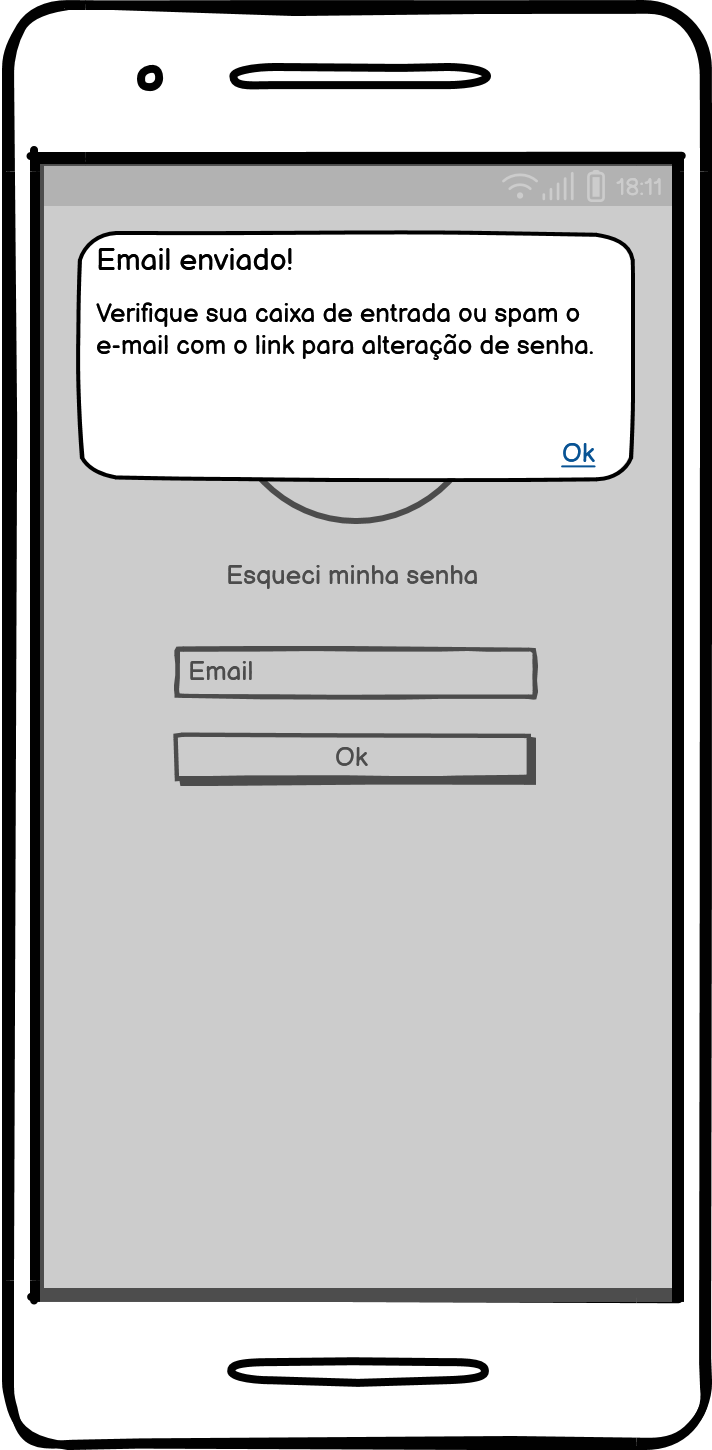 18:11
Email enviado!
Verifique sua caixa de entrada ou spam o
e-mail com o link para alteração de senha.
Ok
Esqueci minha senha
Email
Ok